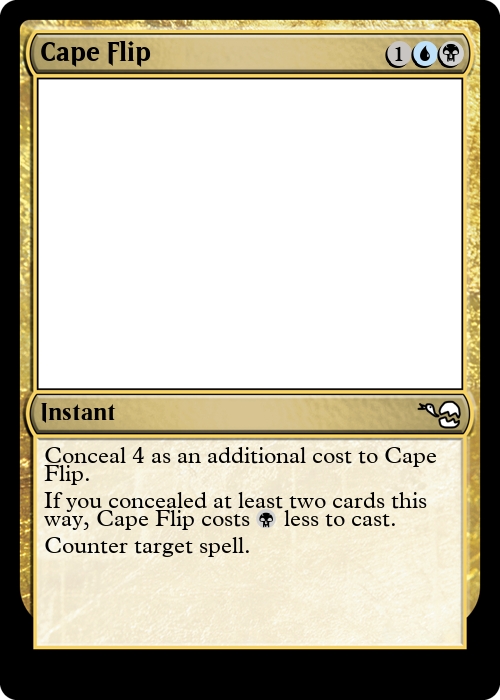 Cape Flip 1
Instant
Conceal 4 as an additional cost to Cape
Flip.
If you concealed at least two cards this
way, Cape Flip costs less to cast.
Counter target spell.